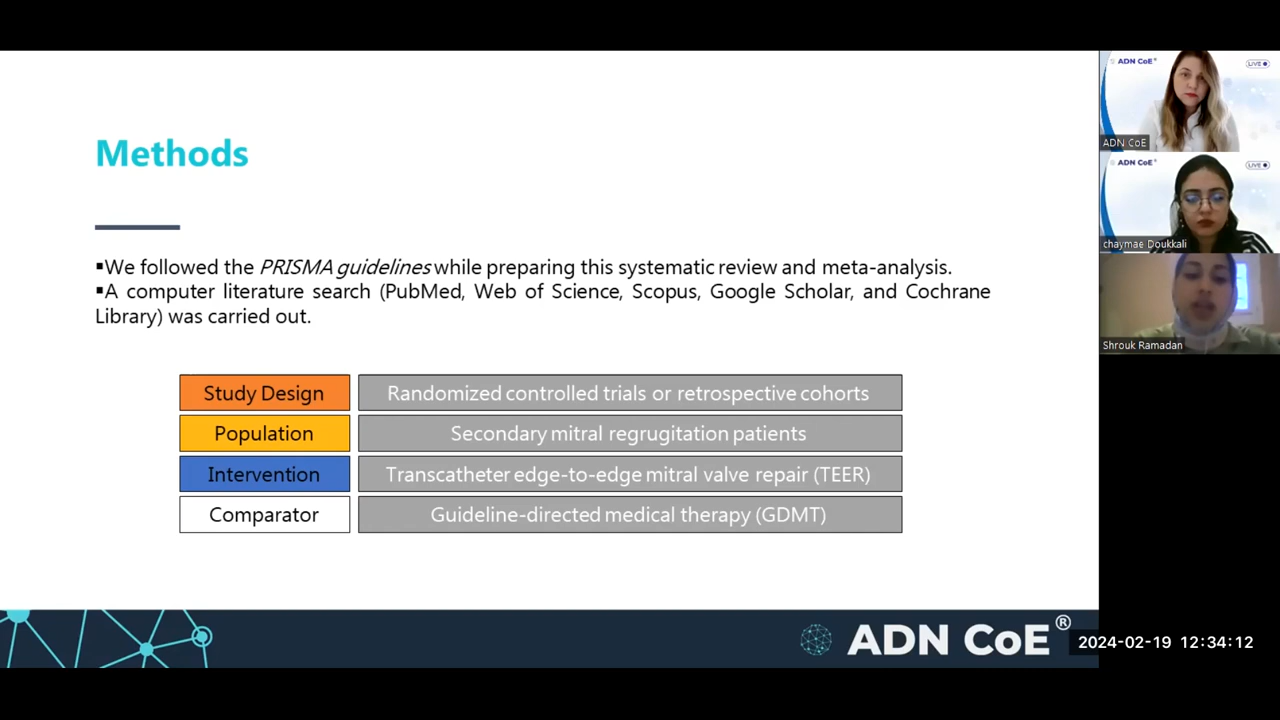 Methods
▪We followed the PRISMA guidelines while preparing this systematic review and meta-analysis.
▪A computer literature search (PubMed, Web of Science, Scopus, Google Scholar, and Cochrane
Library) was carried out.
Study Design Randomized controlled trials or retrospective cohorts
Population Secondary mitral regrugitation patients
Intervention Transcatheter edge-to-edge mitral valve repair (TEER)
Comparator Guideline-directed medical therapy (GDMT)
ADN CoE®
ADN CoE® LIVE
ADN CoE
ADN CoE® LIVE
chaymae Doukkali
Shrouk Ramadan
2024-02-19 12:34:12